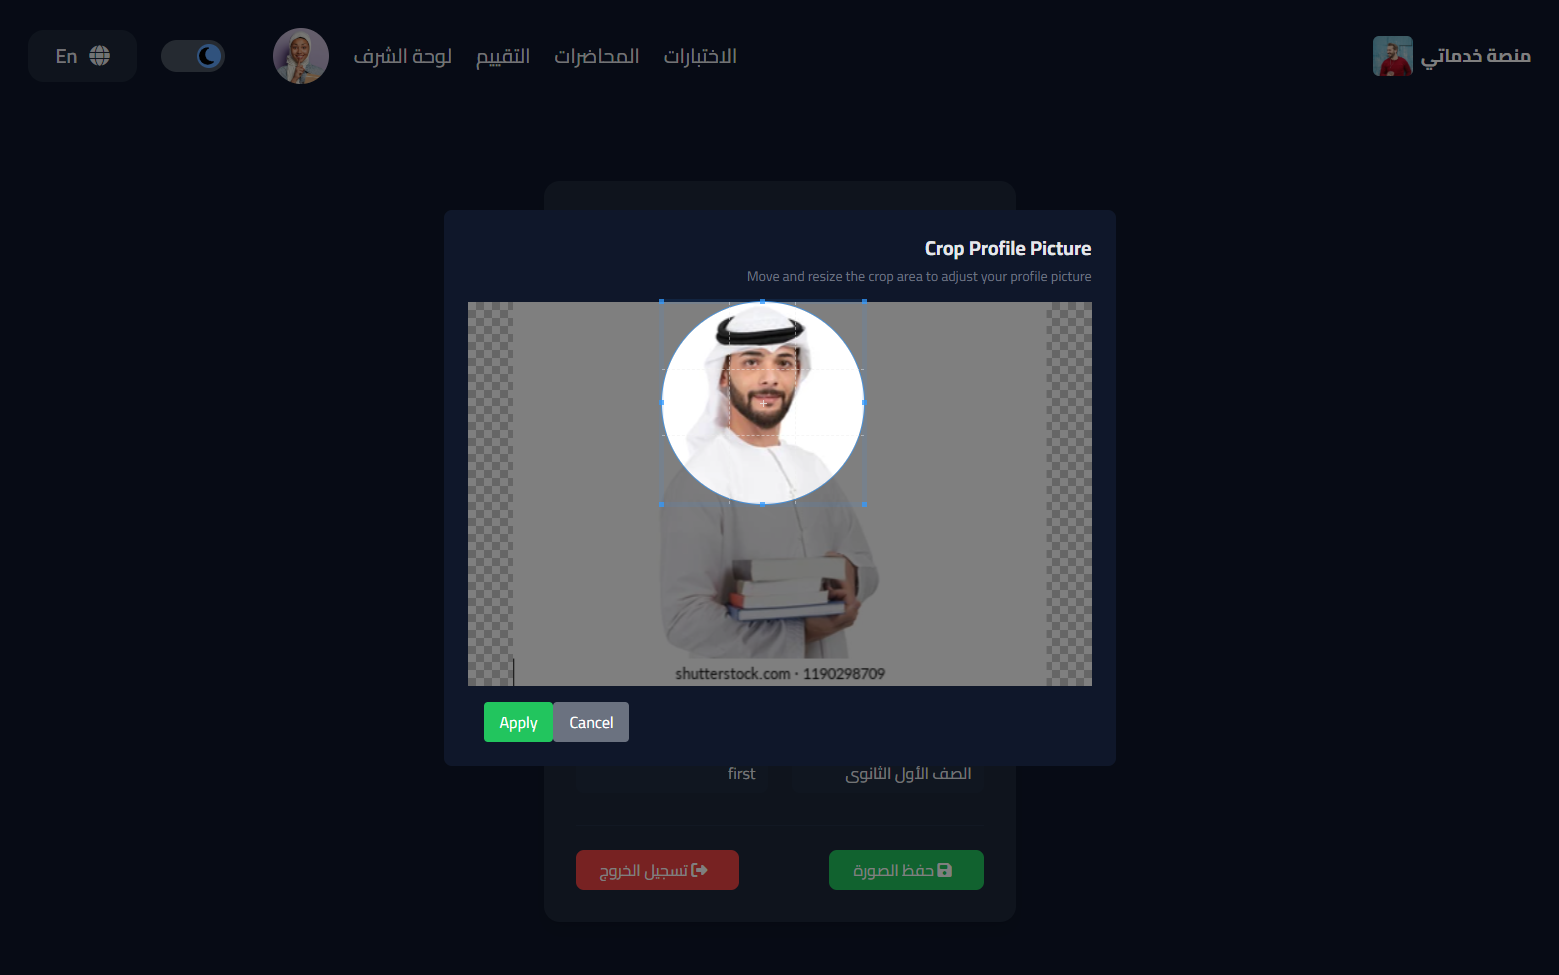 منصة خدماتي
الاختبارات المحاضرات التقييم لوحة الشرف
En
Crop Profile Picture
Move and resize the crop area to adjust your profile picture
shutterstock.com · 1190298709
Apply Cancel
الصف الأول الثانوى first
حفظ الصورة تسجيل الخروج